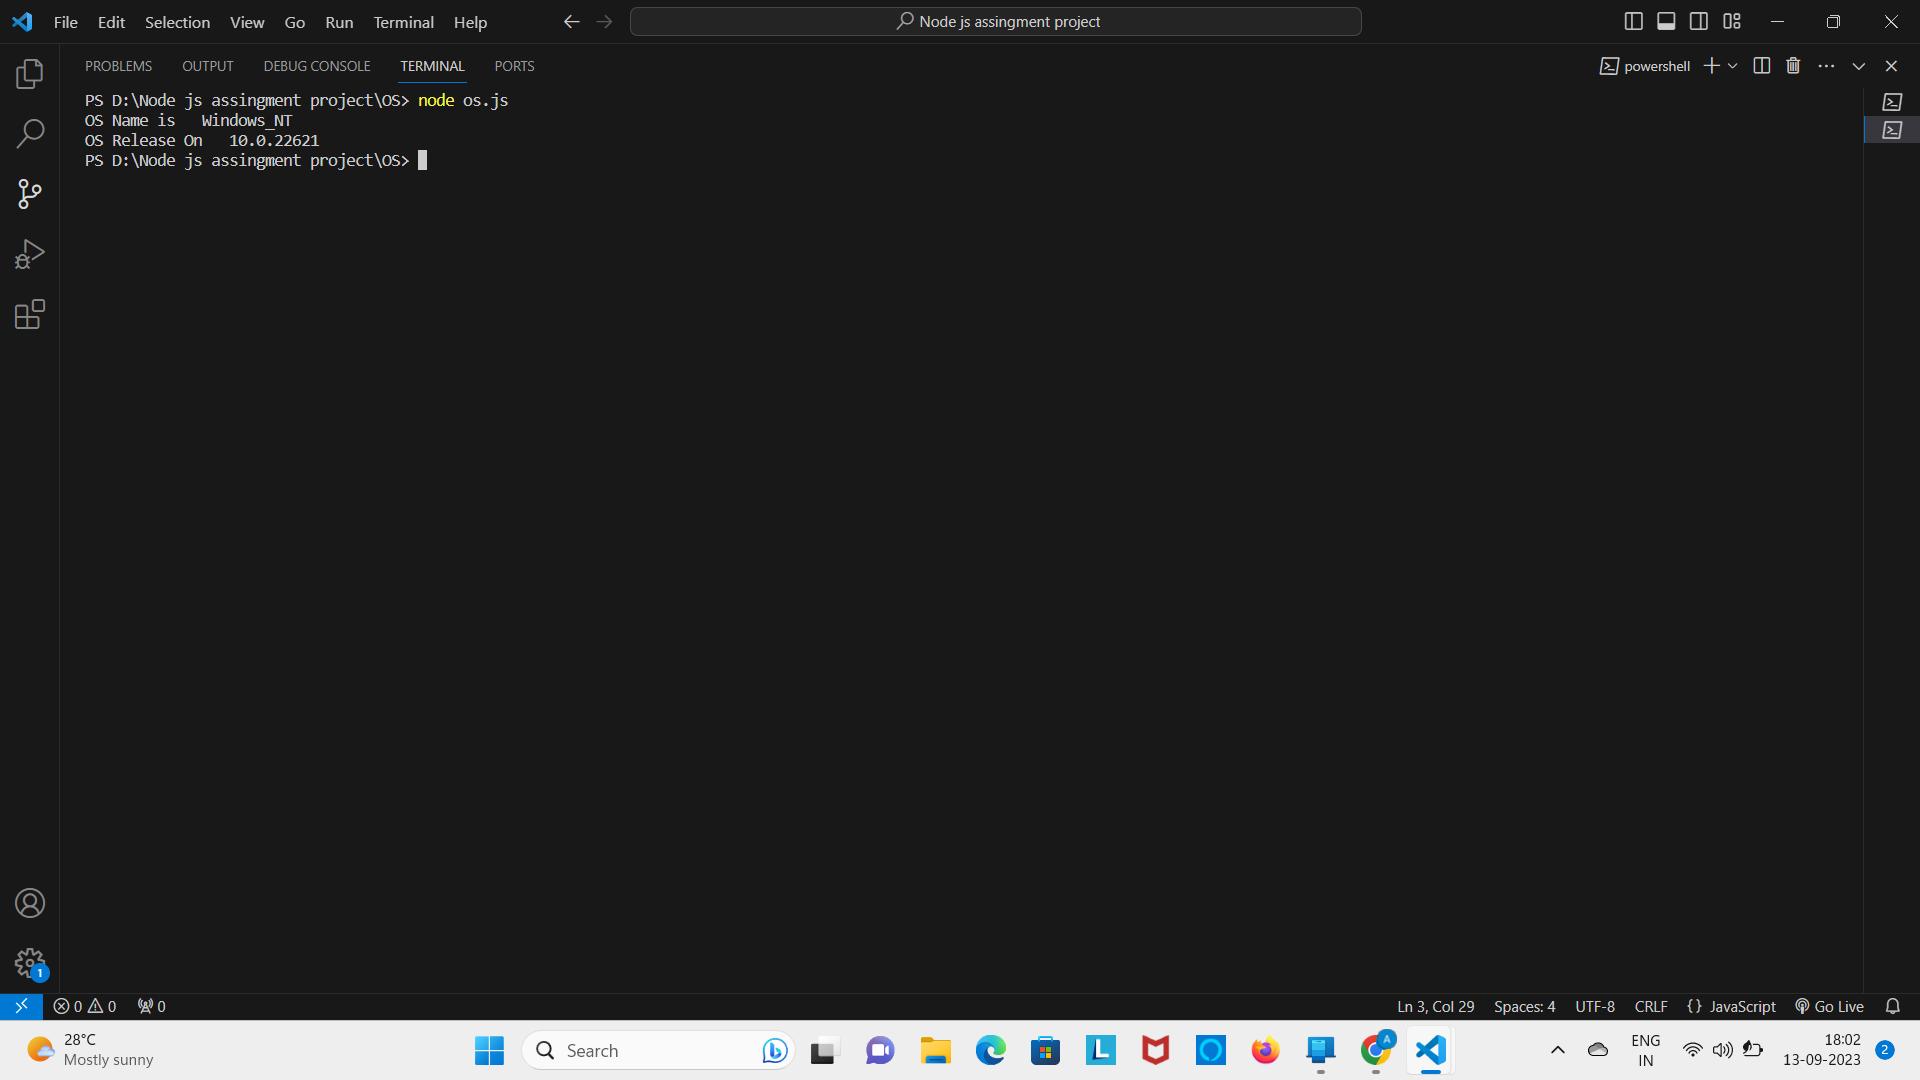 File Edit Selection View Go Run Terminal Help
Node js assingment project
PROBLEMS OUTPUT DEBUG CONSOLE TERMINAL PORTS
powershell
PS D:\Node js assingment project\OS> node os.js
OS Name is   Windows_NT
OS Release On   10.0.22621
PS D:\Node js assingment project\OS>
1
0 0 0
Ln 3, Col 29 Spaces: 4 UTF-8 CRLF {} JavaScript Go Live
28°C
Mostly sunny
Search
L
A
ENG
IN
18:02
13-09-2023
2